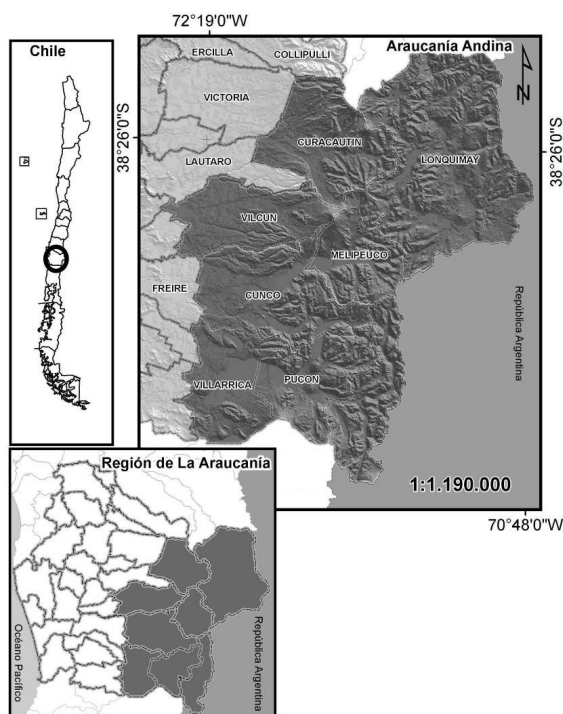 72°19'0"W
Chile
Araucanía Andina
ERCILLA
COLLIPULLI
VICTORIA
38°26'0"S
38°26'0"S
CURACAUTIN
LONQUIMAY
LAUTARO
VILCUN
MELIPEUCO
FREIRE
CUNCO
República Argentina
VILLARRICA
PUCON
1:1.190.000
70°48'0"W
Región de La Araucanía
Océano Pacífico
República Argentina